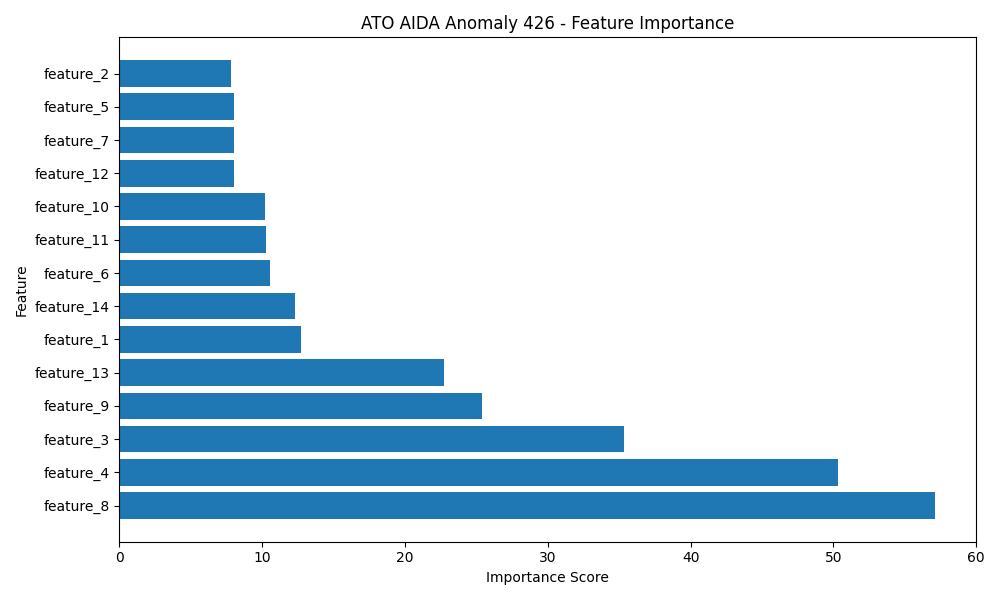 ATO AIDA Anomaly 426 - Feature Importance
Feature
feature_2
feature_5
feature_7
feature_12
feature_10
feature_11
feature_6
feature_14
feature_1
feature_13
feature_9
feature_3
feature_4
feature_8
0 10 20 30 40 50 60
Importance Score